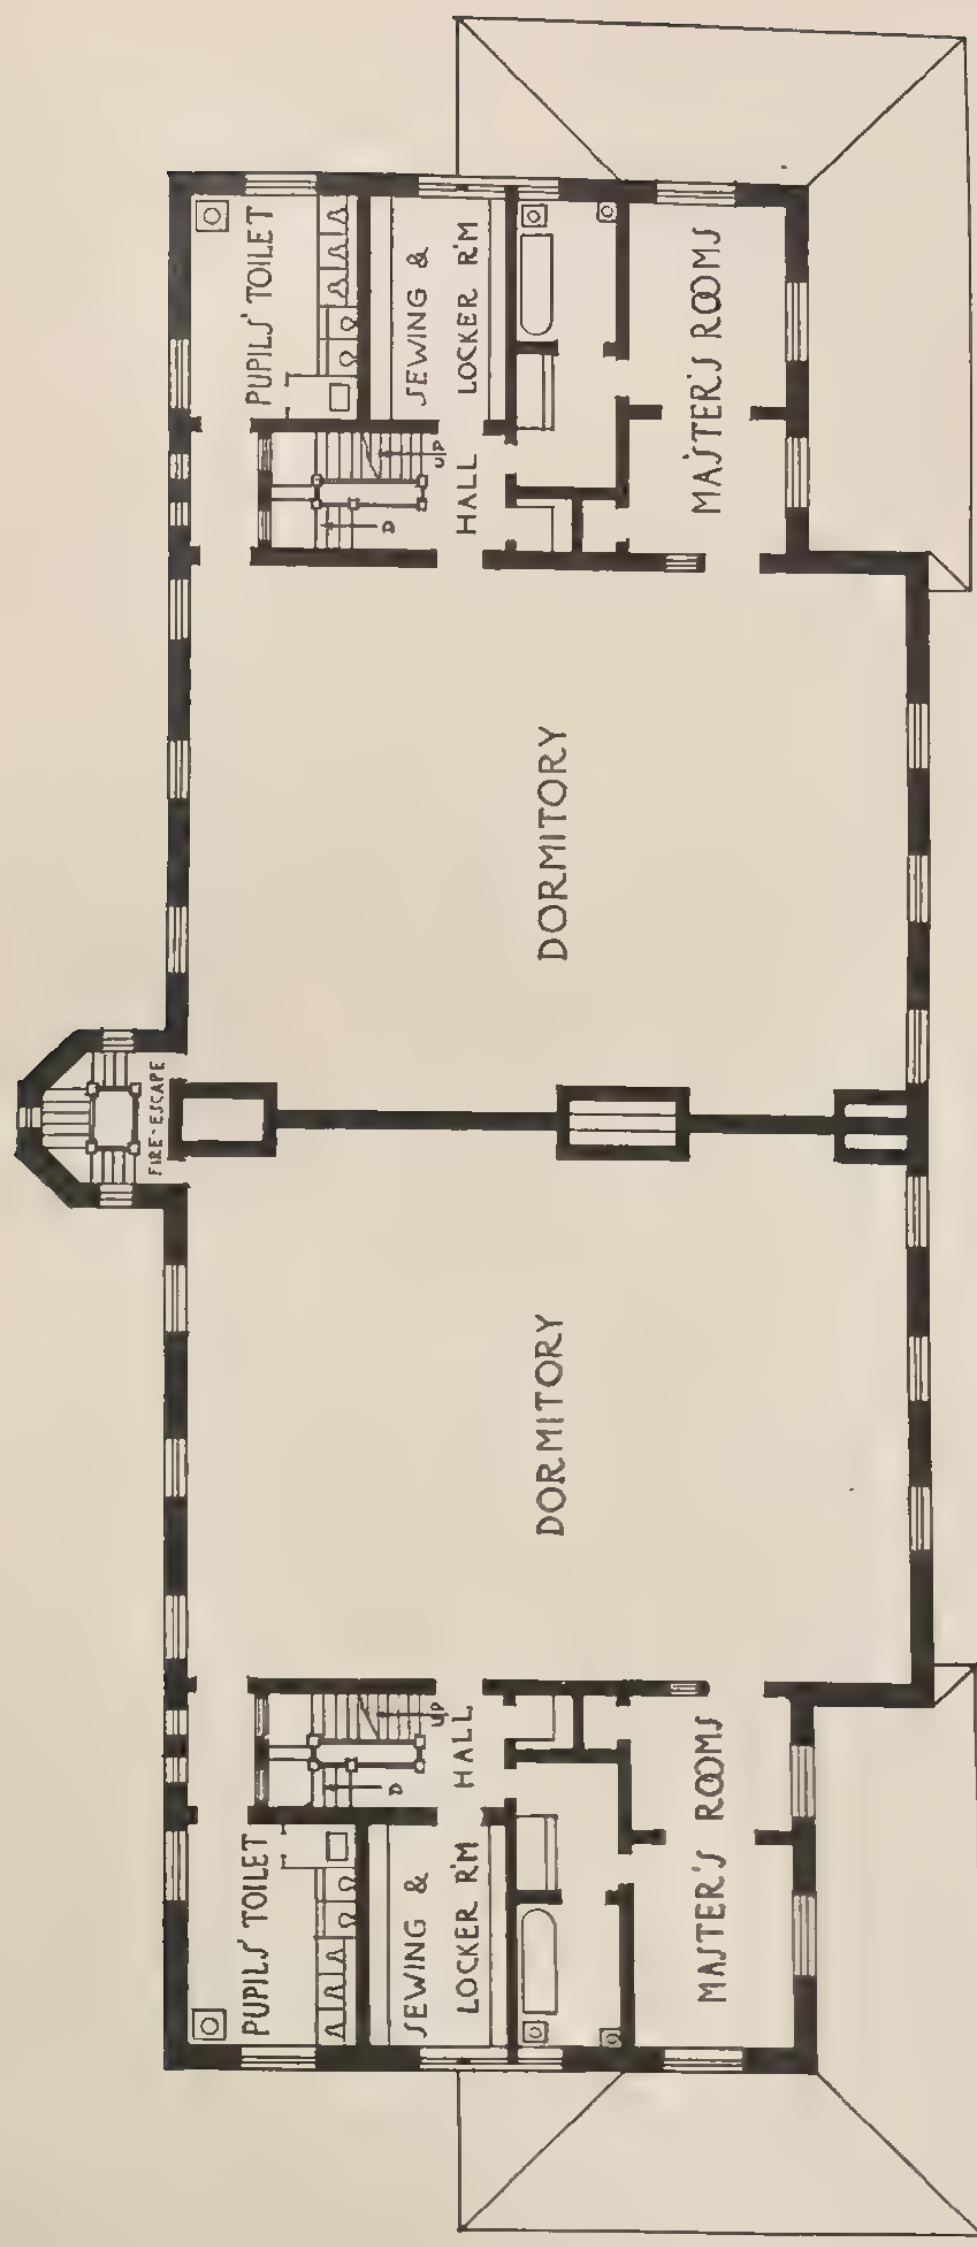 FIRE-ESCAPE
PUPILS' TOILET
PUPILS' TOILET
D
UP
D
UP
SEWING &
LOCKER R'M
HALL
HALL
SEWING &
LOCKER R'M
DORMITORY
DORMITORY
MASTER'S ROOMS
MASTER'S ROOMS